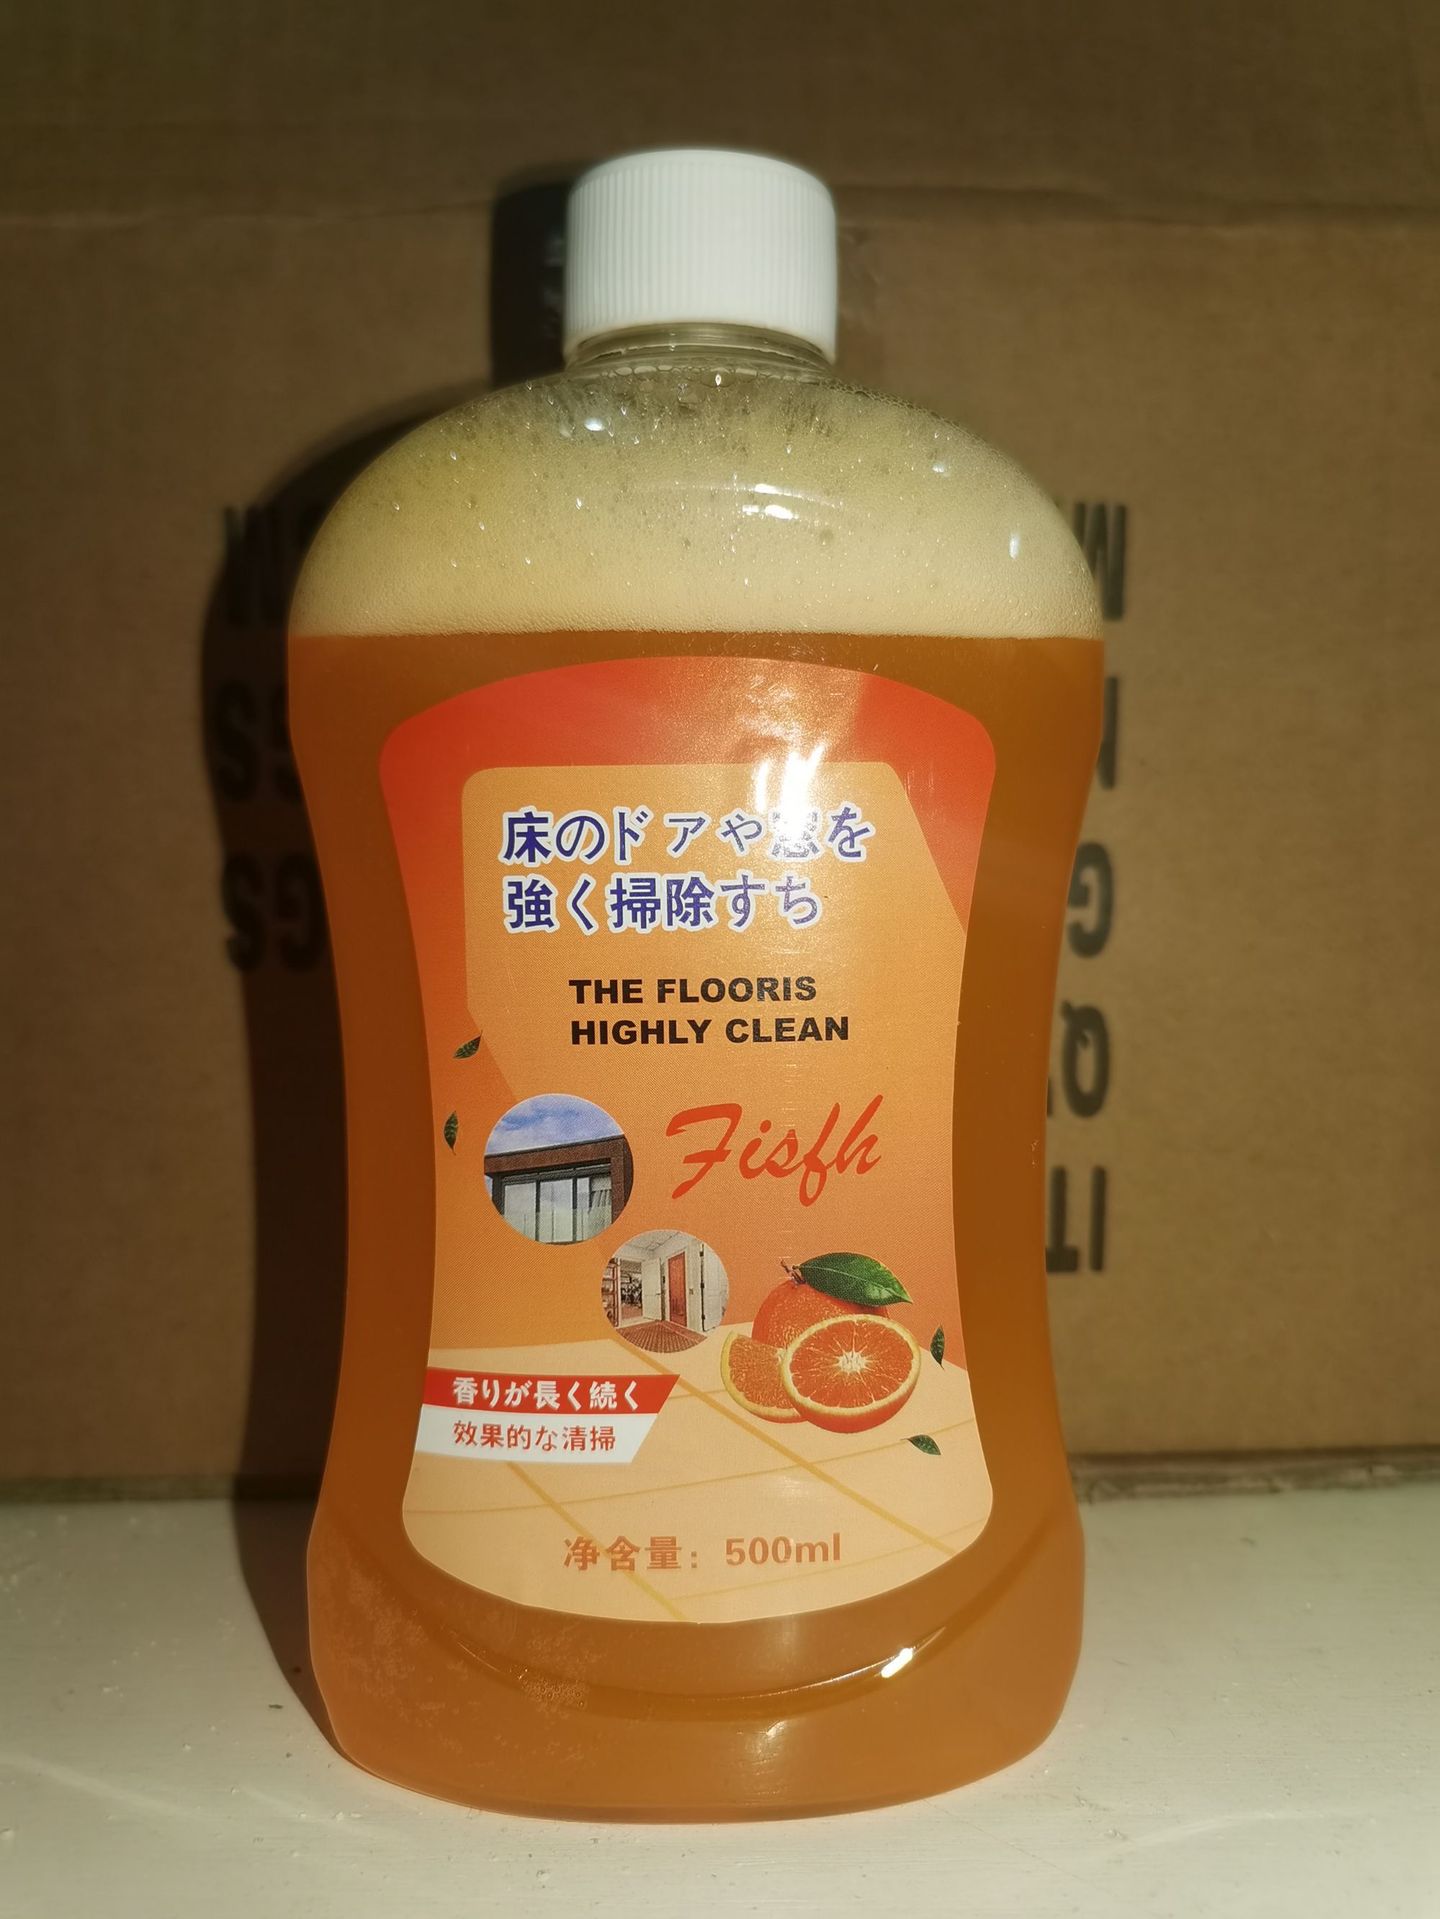 床のドアや窓を
強く掃除すち
THE FLOORIS
HIGHLY CLEAN
Fisfh
香りが長く続く
効果的な清掃
净含量：500ml